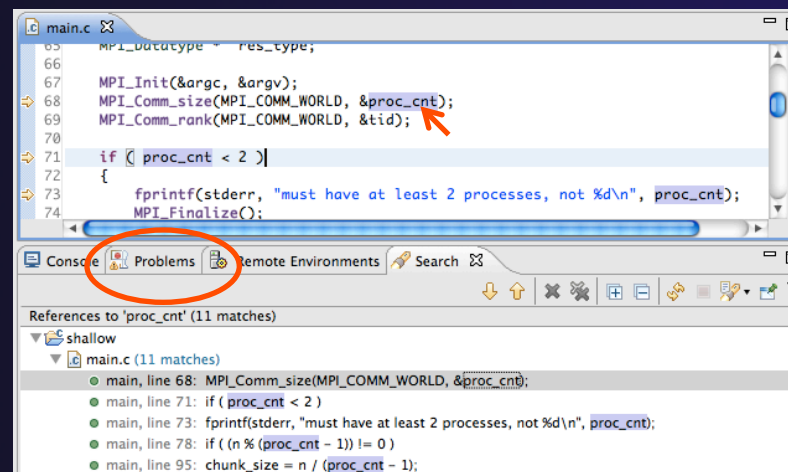 main.c
65 MPI_Datatype * res_type;
66
67 MPI_Init(&argc, &argv);
68 MPI_Comm_size(MPI_COMM_WORLD, &proc_cnt);
69 MPI_Comm_rank(MPI_COMM_WORLD, &tid);
70
71 if ( proc_cnt < 2 )
72 {
73 fprintf(stderr, "must have at least 2 processes, not %d\n", proc_cnt);
74 MPI_Finalize();
Console Problems Remote Environments Search
References to 'proc_cnt' (11 matches)
shallow
main.c (11 matches)
main, line 68: MPI_Comm_size(MPI_COMM_WORLD, &proc_cnt);
main, line 71: if ( proc_cnt < 2 )
main, line 73: fprintf(stderr, "must have at least 2 processes, not %d\n", proc_cnt);
main, line 78: if ( (n % (proc_cnt - 1)) != 0 )
main, line 95: chunk_size = n / (proc_cnt - 1);